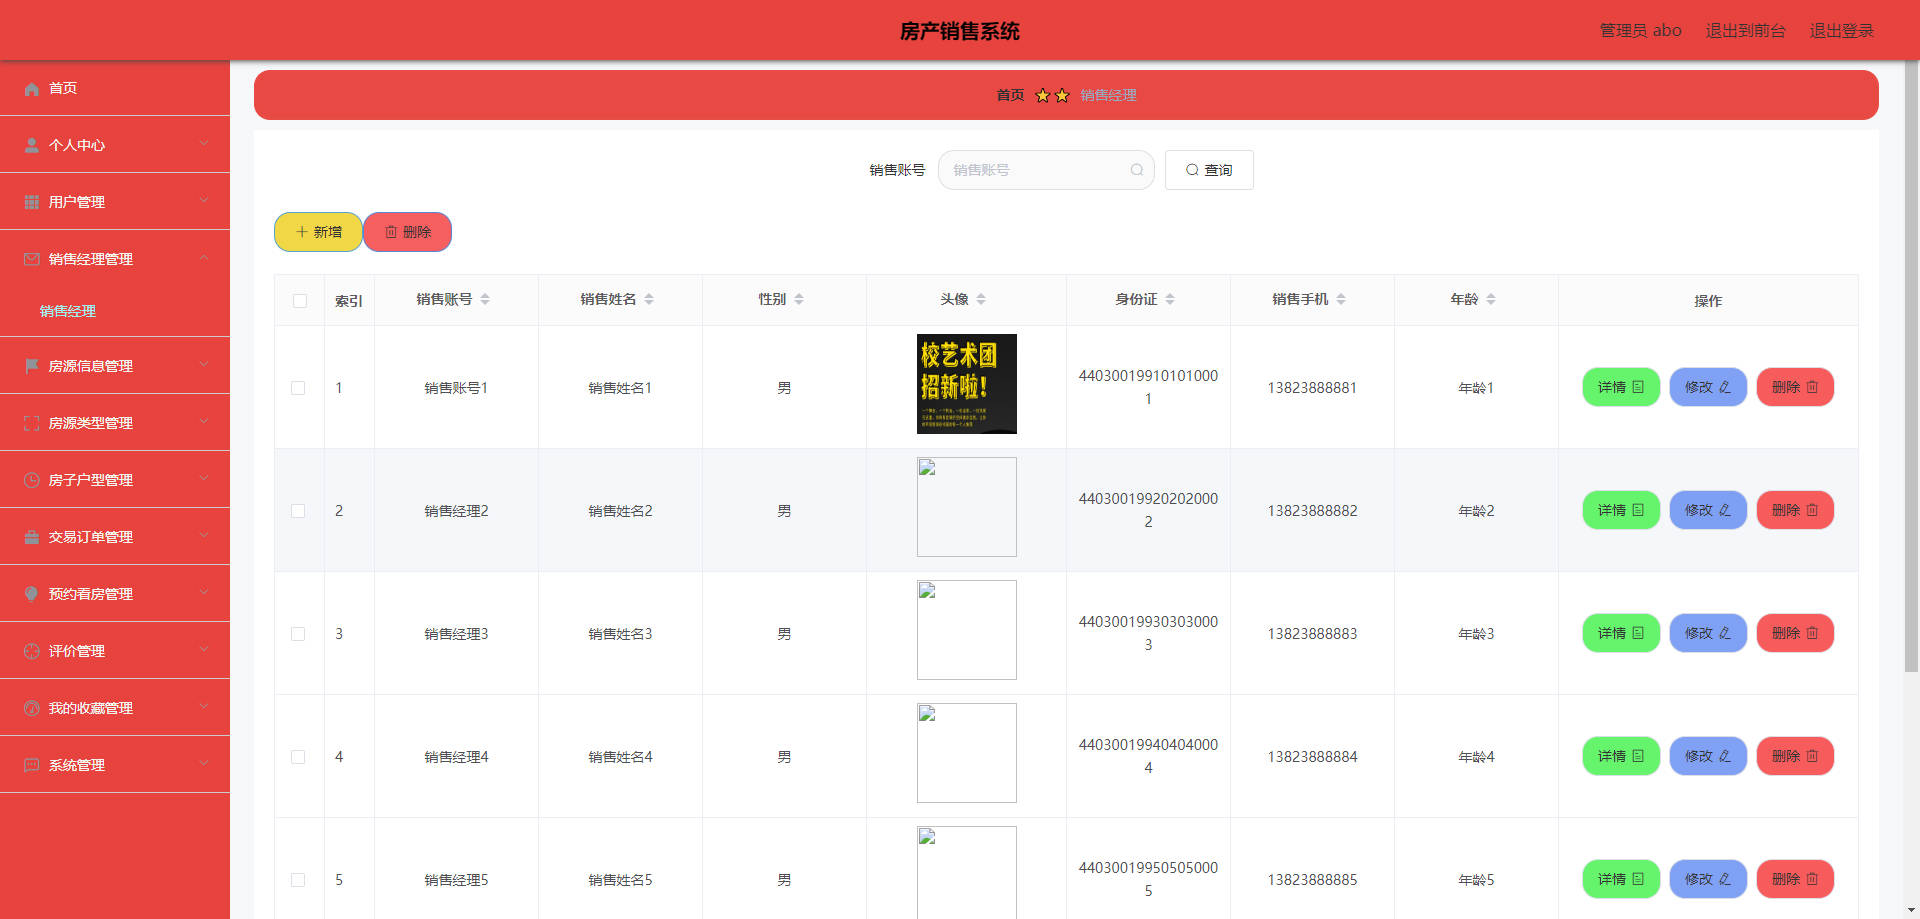 房产销售系统
管理员 abo 退出到前台 退出登录
首页
个人中心
用户管理
销售经理管理
销售经理
房源信息管理
房源类型管理
房子户型管理
交易订单管理
预约看房管理
评价管理
我的收藏管理
系统管理
首页 销售经理
销售账号 销售账号 查询
新增 删除
索引 销售账号 销售姓名 性别 头像 身份证 销售手机 年龄 操作
校艺术团
招新啦!
1 销售账号1 销售姓名1 男 44030019910101000 13823888881 年龄1 详情 修改 删除
1
2 销售经理2 销售姓名2 男 44030019920202000 13823888882 年龄2 详情 修改 删除
2
3 销售经理3 销售姓名3 男 44030019930303000 13823888883 年龄3 详情 修改 删除
3
4 销售经理4 销售姓名4 男 44030019940404000 13823888884 年龄4 详情 修改 删除
4
5 销售经理5 销售姓名5 男 44030019950505000 13823888885 年龄5 详情 修改 删除
5